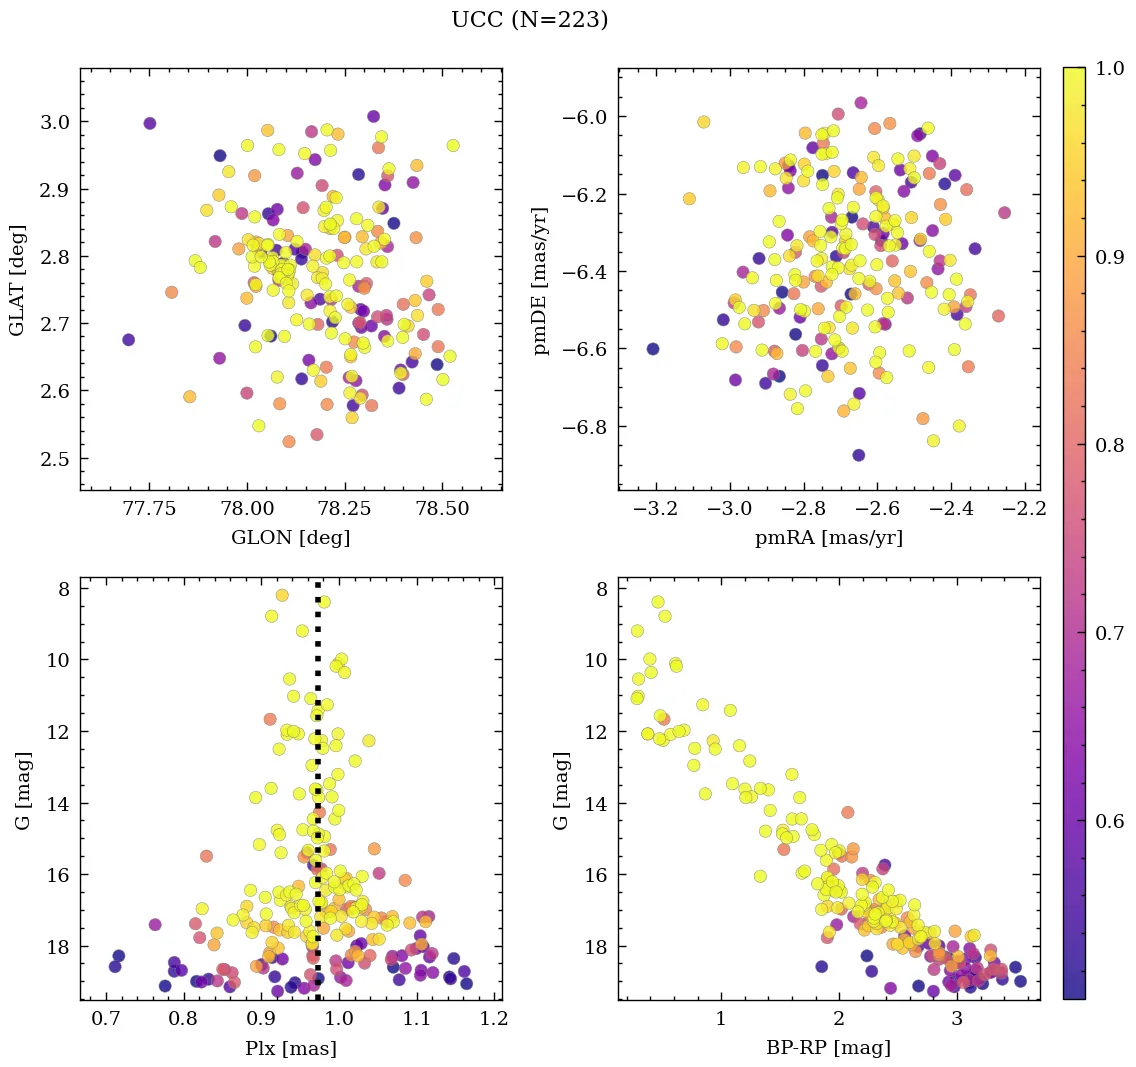 UCC (N=223)
3.0
2.9
2.8
2.7
2.6
2.5
GLAT [deg]
77.75 78.00 78.25 78.50
GLON [deg]
−6.0
−6.2
−6.4
−6.6
−6.8
pmDE [mas/yr]
−3.2 −3.0 −2.8 −2.6 −2.4 −2.2
pmRA [mas/yr]
1.0
0.9
0.8
0.7
0.6
8
10
12
14
16
18
G [mag]
0.7 0.8 0.9 1.0 1.1 1.2
Plx [mas]
8
10
12
14
16
18
G [mag]
1 2 3
BP-RP [mag]